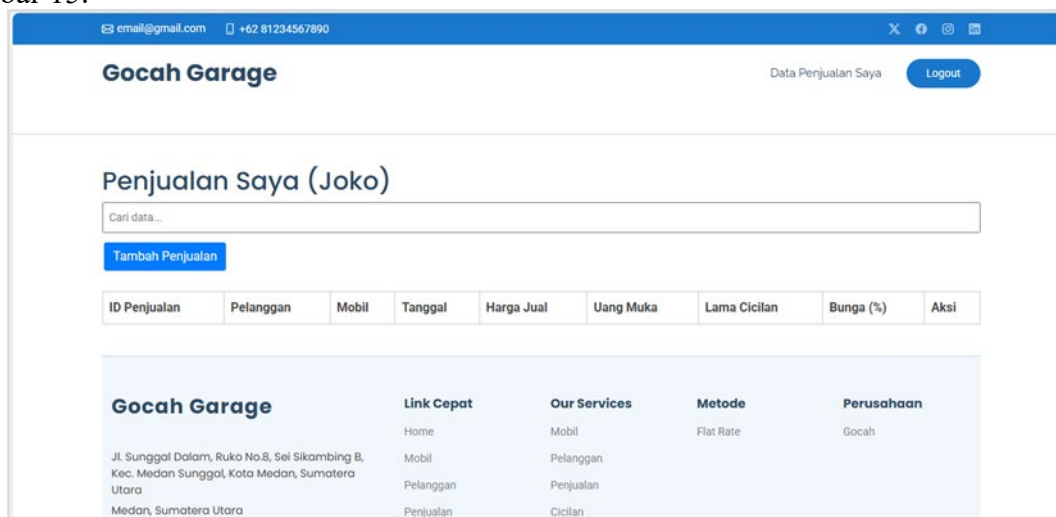 email@gmail.com +62 81234567890
Gocah Garage
Data Penjualan Saya Logout
Penjualan Saya (Joko)
Cari data...
Tambah Penjualan
ID Penjualan Pelanggan Mobil Tanggal Harga Jual Uang Muka Lama Cicilan Bunga (%) Aksi
Gocah Garage
Jl. Sunggal Dalam, Ruko No.8, Sei Sikambing B,
Kec. Medan Sunggal, Kota Medan, Sumatera
Utara
Medan, Sumatera Utara
Link Cepat
Home
Mobil
Pelanggan
Penjualan
Our Services
Mobil
Pelanggan
Penjualan
Cicilan
Metode
Flat Rate
Perusahaan
Gocah